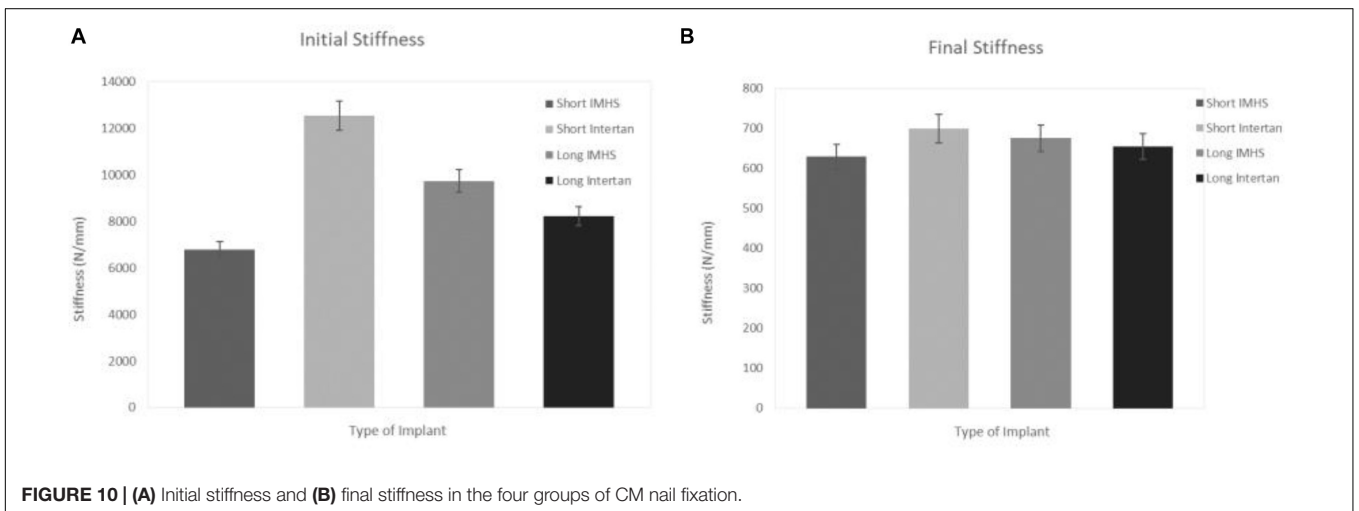 A
Initial Stiffness
14000
12000
10000
8000
6000
4000
2000
0
Stiffness (N/mm)
Type of Implant
Short IMHS
Short Intertan
Long IMHS
Long Intertan
B
Final Stiffness
800
700
600
500
400
300
200
100
0
Stiffness (N/mm)
Type of Implant
Short IMHS
Short Intertan
Long IMHS
Long Intertan
FIGURE 10 | (A) Initial stiffness and (B) final stiffness in the four groups of CM nail fixation.